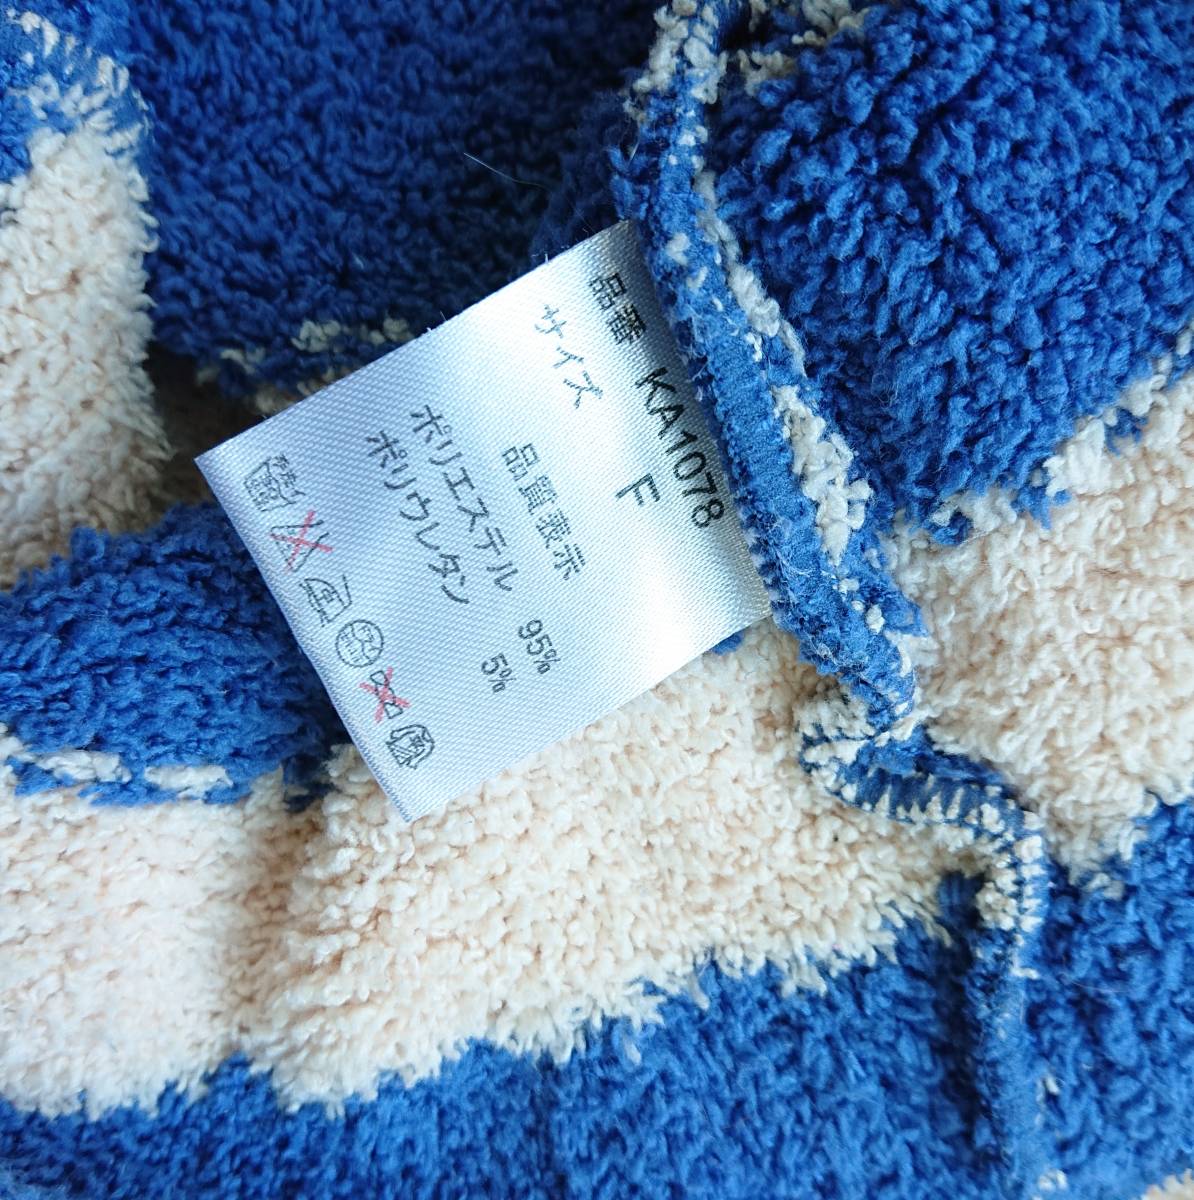 品番 KA1078
サイズ F
品質表示
ポリエステル 95%
ポリウレタン 5%